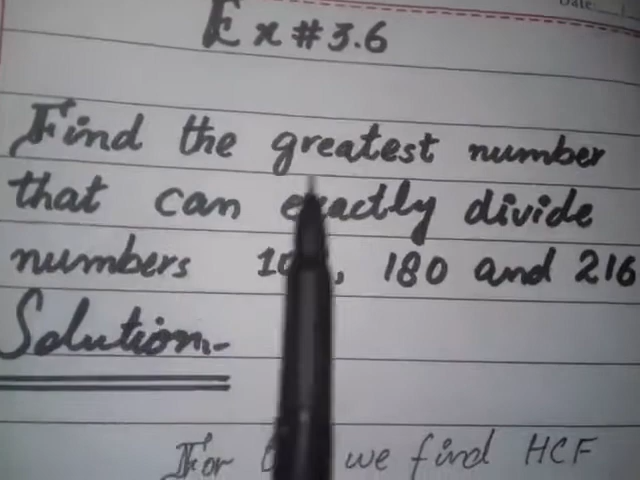 Date
Ex # 3.6
Find the greatest number
that can exactly divide
numbers , 180 and 216
Solution:-
For we find HCF